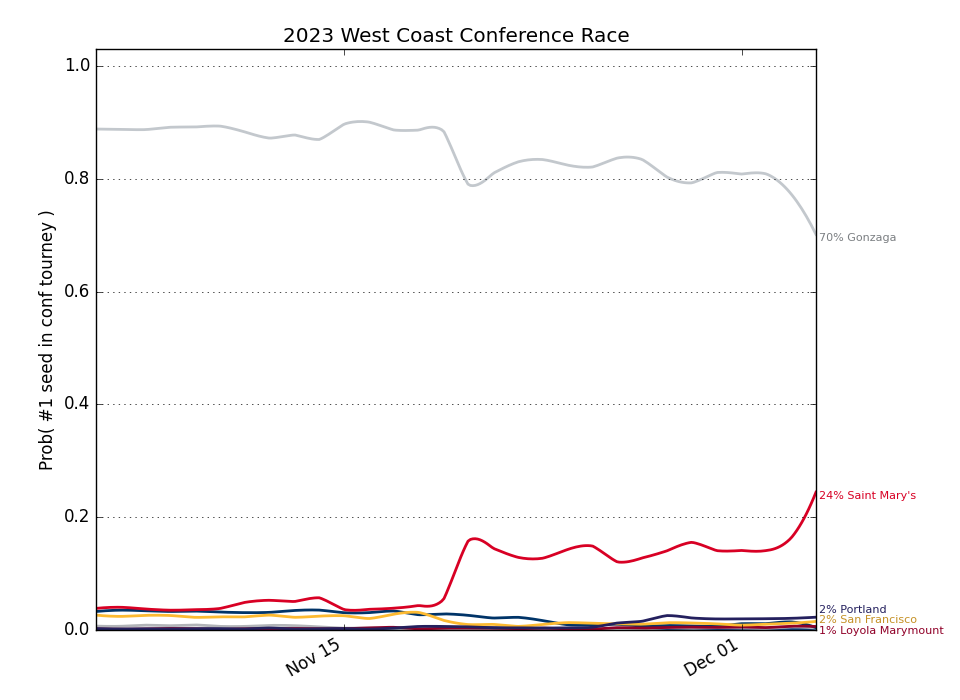 2023 West Coast Conference Race
1.0
0.8
0.6
0.4
0.2
0.0
Prob( #1 seed in conf tourney )
Nov 15
Dec 01
70% Gonzaga
24% Saint Mary's
2% Portland
2% San Francisco
1% Loyola Marymount